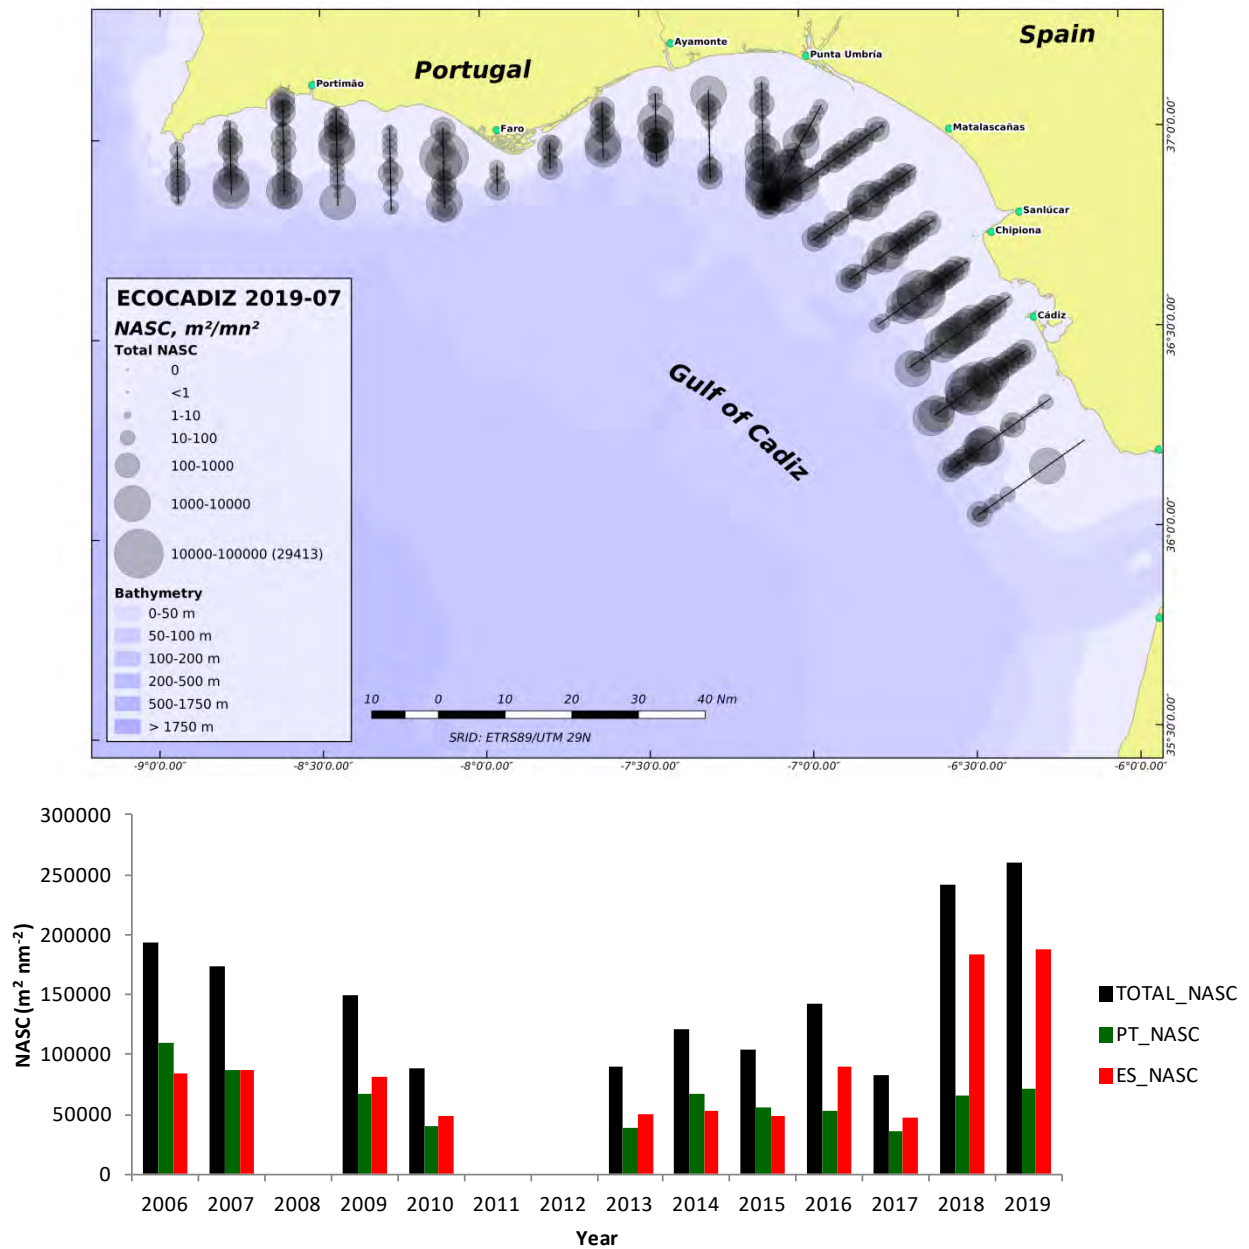 Spain
Ayamonte
Punta Umbría
Portugal
Portimão
Faro
Matalascañas
Sanlúcar
Chipiona
Cádiz
Gulf of Cadiz
37°0'0.00"
36°30'0.00"
36°0'0.00"
35°30'0.00"
ECOCADIZ 2019-07
NASC, m²/mn²
Total NASC
0
<1
1-10
10-100
100-1000
1000-10000
10000-100000 (29413)
Bathymetry
0-50 m
50-100 m
100-200 m
200-500 m
500-1750 m
> 1750 m
10 0 10 20 30 40 Nm
SRID: ETRS89/UTM 29N
-9°0'0.00" -8°30'0.00" -8°0'0.00" -7°30'0.00" -7°0'0.00" -6°30'0.00" -6°0'0.00"
300000
250000
200000
150000
100000
50000
0
NASC (m² nm⁻²)
2006 2007 2008 2009 2010 2011 2012 2013 2014 2015 2016 2017 2018 2019
Year
TOTAL_NASC
PT_NASC
ES_NASC